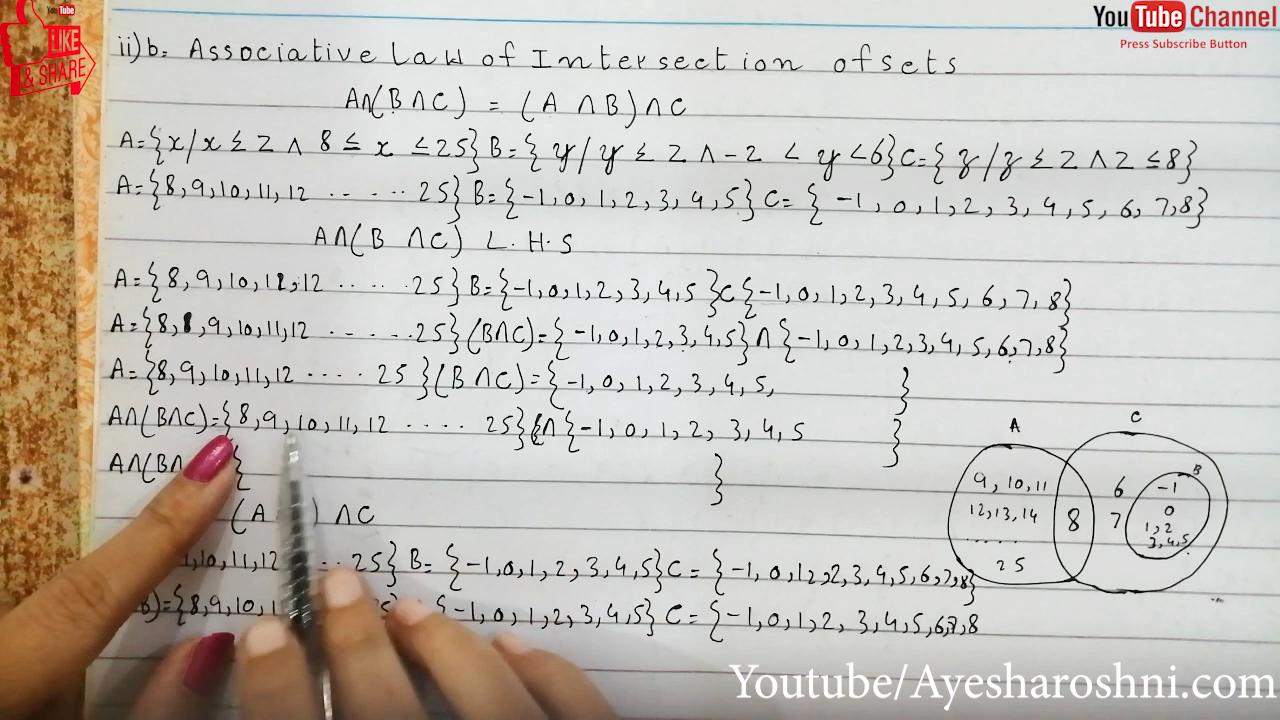 YouTube
LIKE
& SHARE
YouTube Channel
Press Subscribe Button
ii)b. Associative Law of Intersection of sets
A∩(B∩C) = (A ∩ B)∩C
A={x/x ≤ Z ∧ 8 ≤ x ≤ 25} B={y/y ≤ Z ∧ -2 < y < 6} C={z/z ≤ Z ∧ Z ≤ 8}
A={8, 9, 10, 11, 12 ..... 25} B={-1, 0, 1, 2, 3, 4, 5} C= {-1, 0, 1, 2, 3, 4, 5, 6, 7, 8}
A∩(B ∩C) L.H.S
A={8, 9, 10, 11, 12 ..... 25} B={-1, 0, 1, 2, 3, 4, 5} C {-1, 0, 1, 2, 3, 4, 5, 6, 7, 8}
A={8, 8, 9, 10, 11, 12 ..... 25} (B∩C)={-1, 0, 1, 2, 3, 4, 5} ∩ {-1, 0, 1, 2, 3, 4, 5, 6, 7, 8}
A={8, 9, 10, 11, 12 .... 25 } (B ∩C)={-1, 0, 1, 2, 3, 4, 5, }
A∩(B∩C)={8, 9, 10, 11, 12 .... 25} ∩ {-1, 0, 1, 2, 3, 4, 5 }
A∩(B∩ { }
(A ) ∩C
,10, 11, 12 .. 25} B= {-1, 0, 1, 2, 3, 4, 5} C = {-1, 0, 1, 2, 2, 3, 4, 5, 6, 7, 8}
B)={8, 9, 10, 1 {-1, 0, 1, 2, 3, 4, 5} C = {-1, 0, 1, 2, 3, 4, 5, 6, 7, 8
A C
B
9, 10, 11
12, 13, 14
......
25
8
6
7
-1
0
1, 2
3, 4, 5
Youtube/Ayesharoshni.com